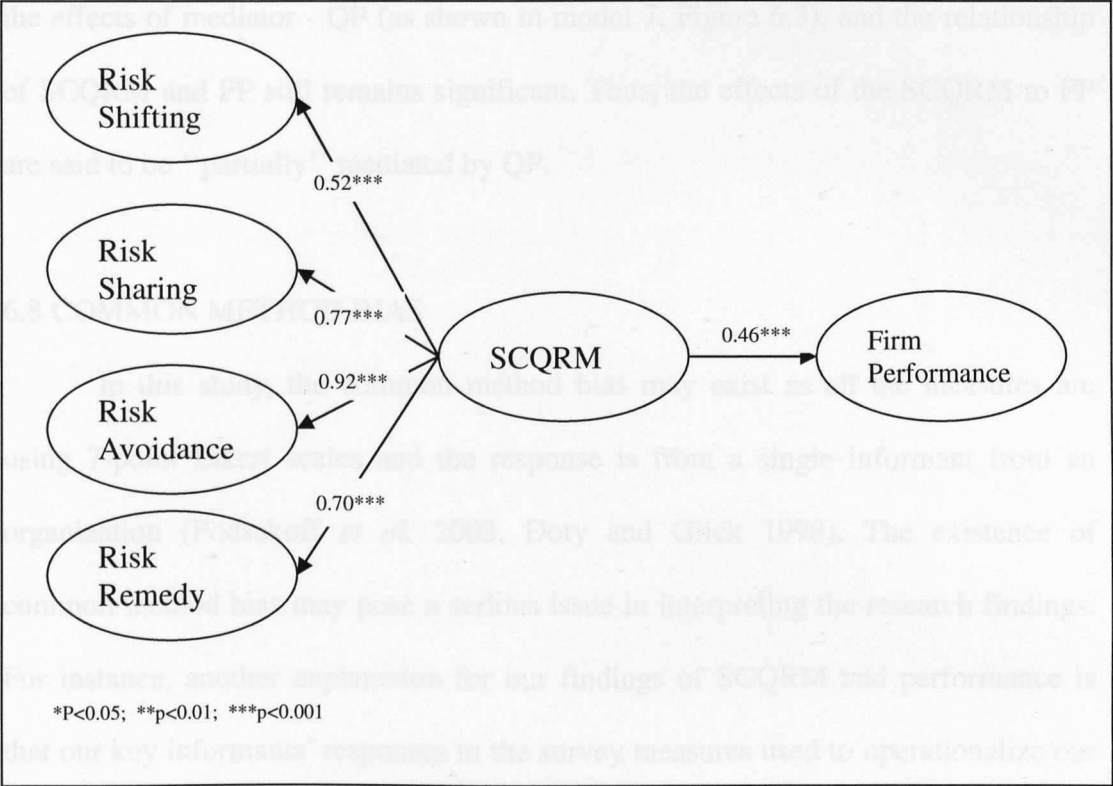 the effects of mediator - QP (as shown in model 7, Figure 6.3), and the relationship
of SCQRM and FP still remains significant. Thus, the effects of the SCQRM to FP
are said to be "partially" mediated by QP.
6.8 COMMON METHOD BIAS
In this study, the common method bias may exist as all the measures are
using 7-point Likert scales and the response is from a single informant from an
organization (Podsakoff et al. 2003, Doty and Glick 1998). The existence of
common method bias may pose a serious issue in interpreting the research findings.
For instance, another explanation for our findings of SCQRM and performance is
that our key informants' responses to the survey measures used to operationalize our
Risk
Shifting
0.52***
Risk
Sharing
0.77***
Risk
Avoidance
0.92***
Risk
Remedy
0.70***
SCQRM
0.46***
Firm
Performance
*P<0.05; **p<0.01; ***p<0.001